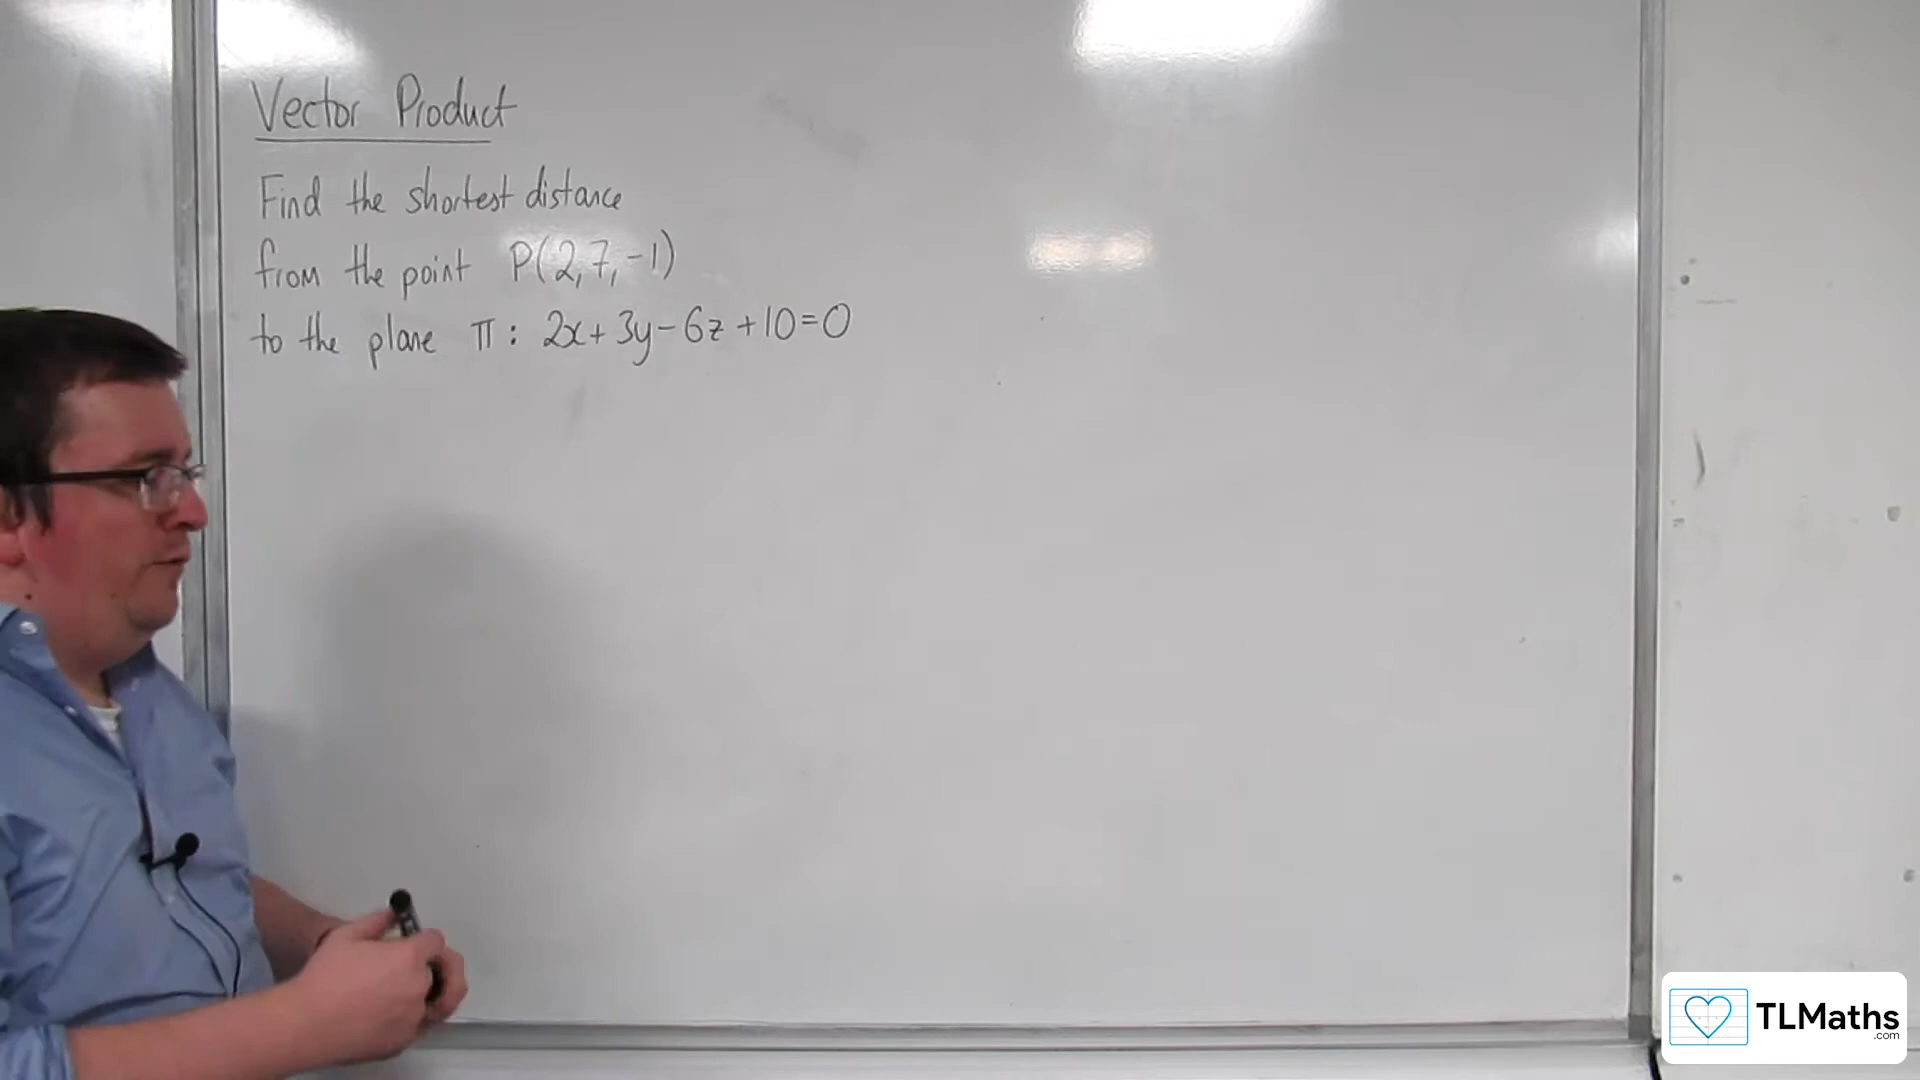 Vector Product
Find the shortest distance
from the point P(2,7,-1)
to the plane π: 2x+3y-6z+10=0
TLMaths
.com